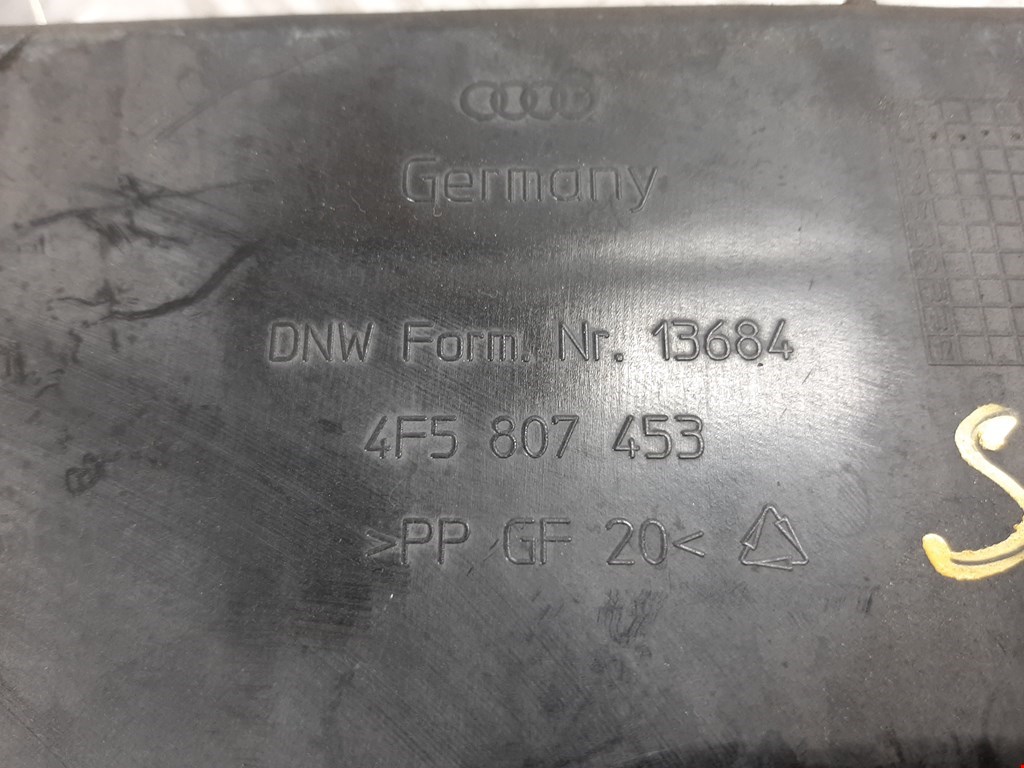 Germany
DNW Form. Nr. 13684
4F5 807 453
>PP GF 20<